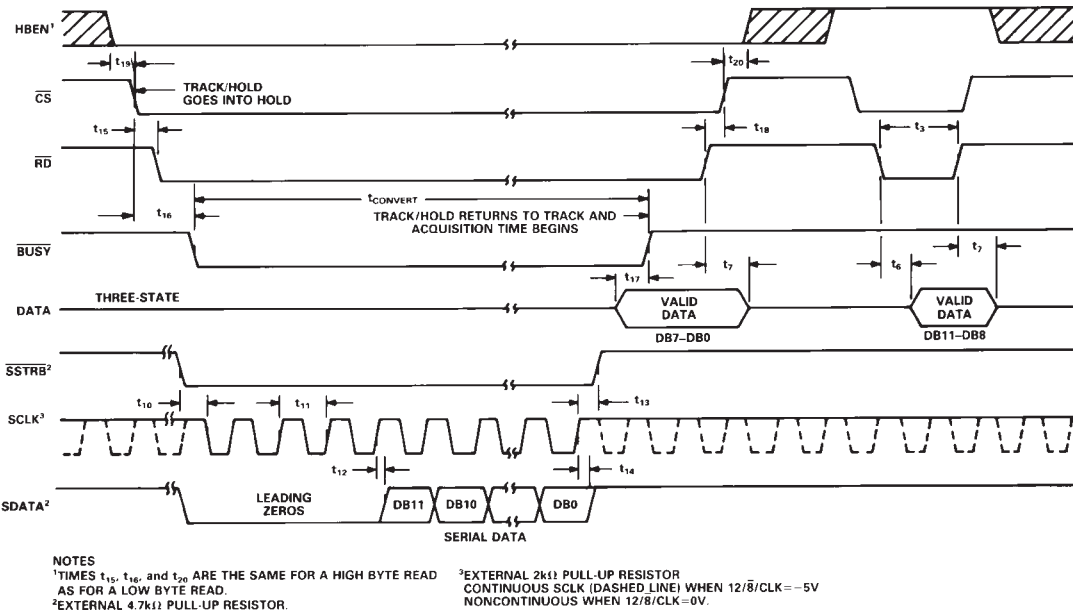 HBEN¹
t19
t20
CS
TRACK/HOLD
GOES INTO HOLD
t15
t18
t3
RD
tCONVERT
t16
TRACK/HOLD RETURNS TO TRACK AND
ACQUISITION TIME BEGINS
BUSY
t17
t7
t6
t7
DATA
THREE-STATE
VALID
DATA
DB7–DB0
VALID
DATA
DB11–DB8
SSTRB²
t10
t11
t13
SCLK³
t12
t14
SDATA²
LEADING
ZEROS
DB11
DB10
DB0
SERIAL DATA
NOTES
¹TIMES t15, t16, and t20 ARE THE SAME FOR A HIGH BYTE READ
AS FOR A LOW BYTE READ.
²EXTERNAL 4.7kΩ PULL-UP RESISTOR.
³EXTERNAL 2kΩ PULL-UP RESISTOR
CONTINUOUS SCLK (DASHED LINE) WHEN 12/8̅/CLK=−5V
NONCONTINUOUS WHEN 12/8̅/CLK=0V.